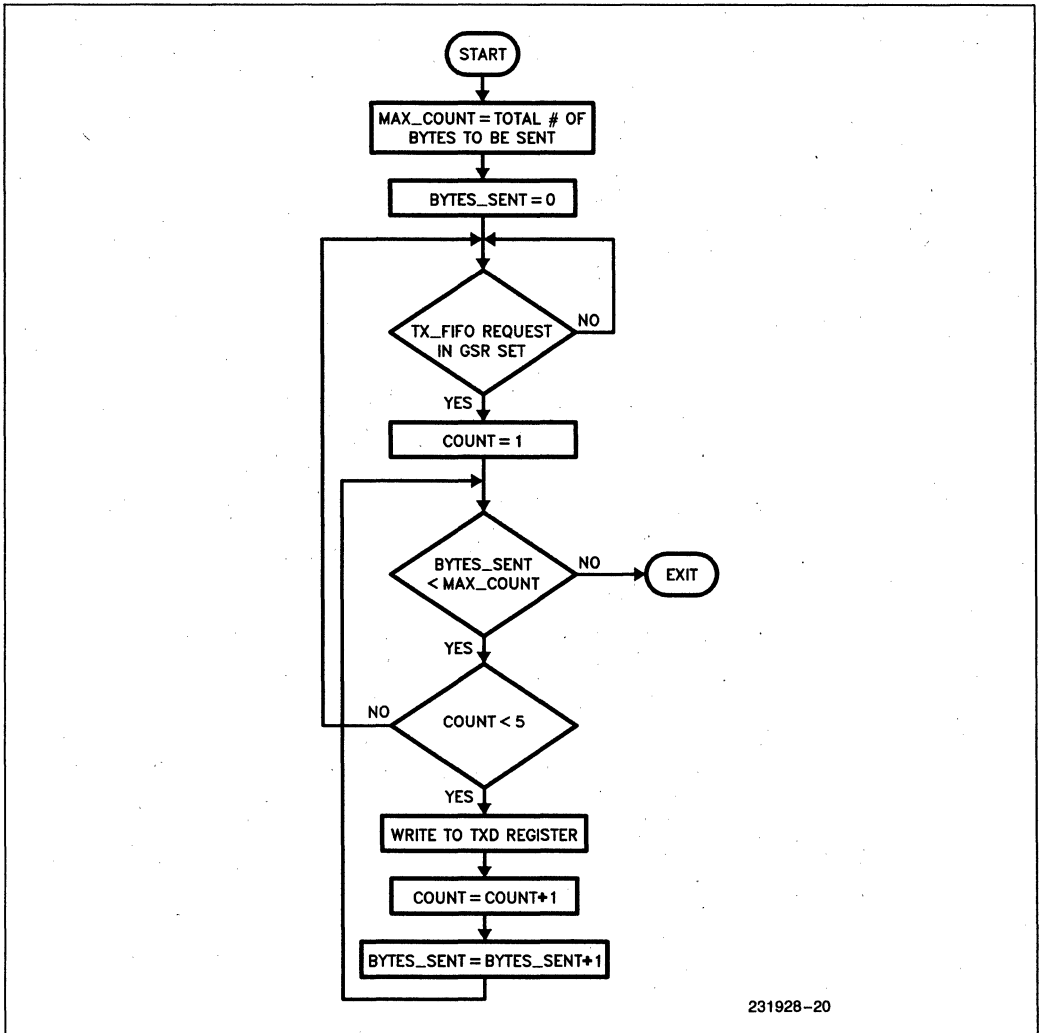 START
MAX_COUNT=TOTAL # OF
BYTES TO BE SENT
BYTES_SENT=0
TX_FIFO REQUEST
IN GSR SET
NO
YES
COUNT=1
BYTES_SENT
<MAX_COUNT
NO
EXIT
YES
COUNT<5
NO
YES
WRITE TO TXD REGISTER
COUNT=COUNT+1
BYTES_SENT=BYTES_SENT+1
231928-20